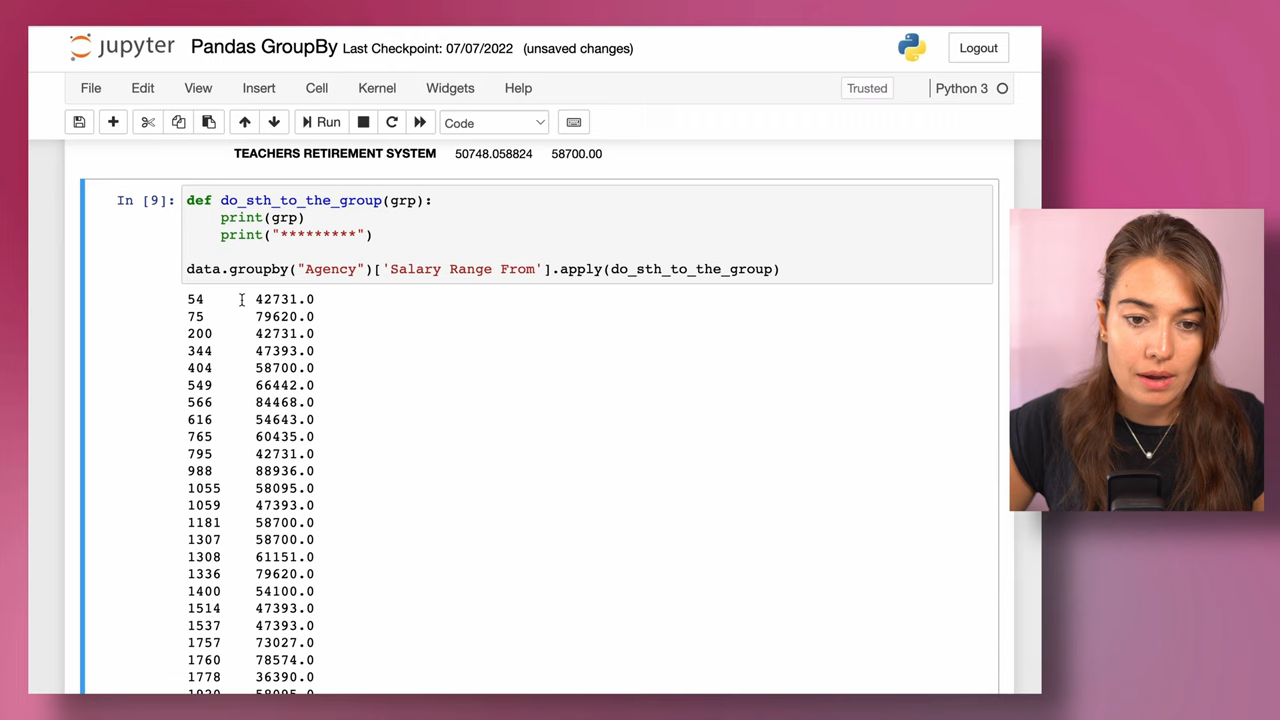 jupyter Pandas GroupBy Last Checkpoint: 07/07/2022 (unsaved changes) Logout
File Edit View Insert Cell Kernel Widgets Help Trusted Python 3
Run Code
TEACHERS RETIREMENT SYSTEM 50748.058824 58700.00
In [9]: def do_sth_to_the_group(grp):
print(grp)
print("*********")
data.groupby("Agency")['Salary Range From'].apply(do_sth_to_the_group)
54 42731.0
75 79620.0
200 42731.0
344 47393.0
404 58700.0
549 66442.0
566 84468.0
616 54643.0
765 60435.0
795 42731.0
988 88936.0
1055 58095.0
1059 47393.0
1181 58700.0
1307 58700.0
1308 61151.0
1336 79620.0
1400 54100.0
1514 47393.0
1537 47393.0
1757 73027.0
1760 78574.0
1778 36390.0